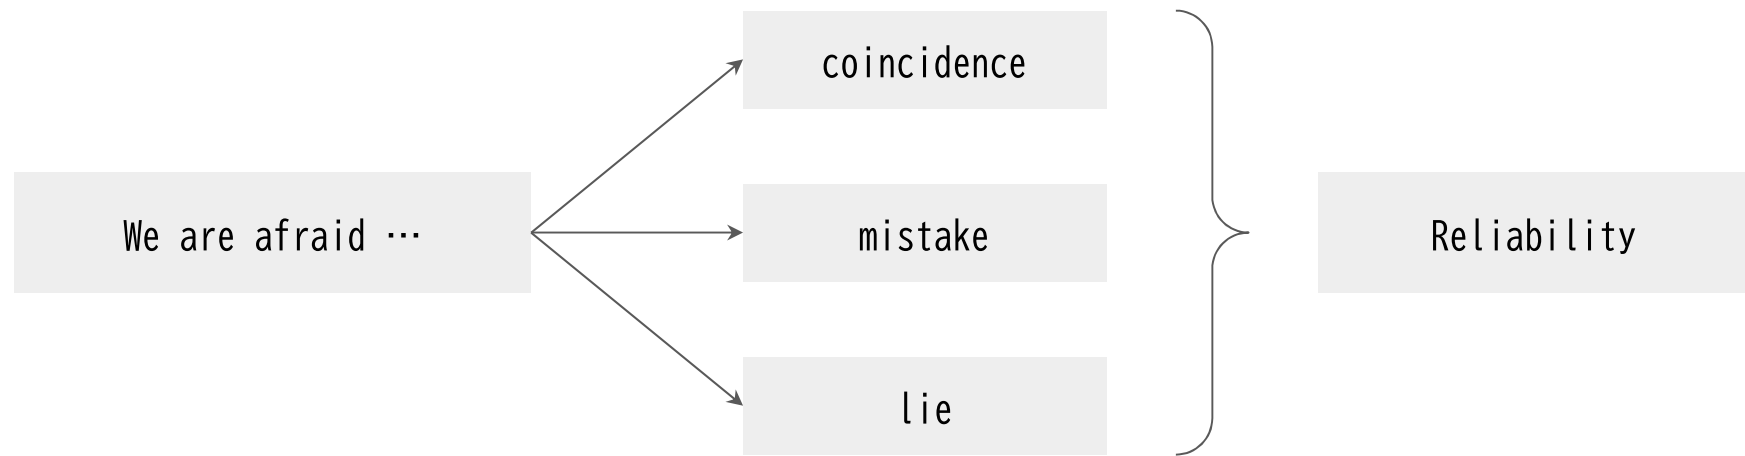 We are afraid …
coincidence
mistake
lie
Reliability